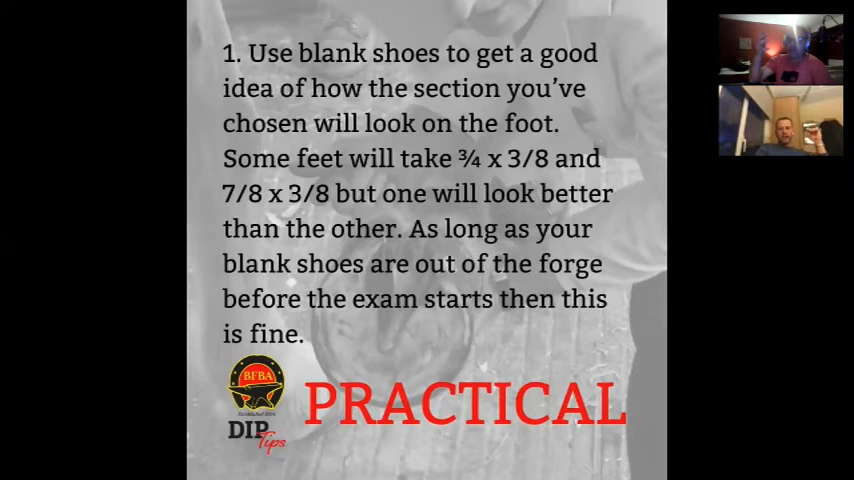 1. Use blank shoes to get a good
idea of how the section you've
chosen will look on the foot.
Some feet will take ¾ x 3/8 and
7/8 x 3/8 but one will look better
than the other. As long as your
blank shoes are out of the forge
before the exam starts then this
is fine.
BFBA
DIP
Tips
PRACTICAL